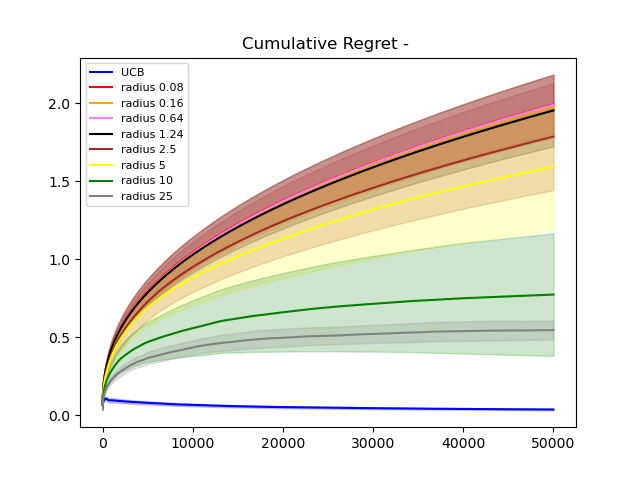 Cumulative Regret -
UCB
radius 0.08
radius 0.16
radius 0.64
radius 1.24
radius 2.5
radius 5
radius 10
radius 25
2.0
1.5
1.0
0.5
0.0
0 10000 20000 30000 40000 50000